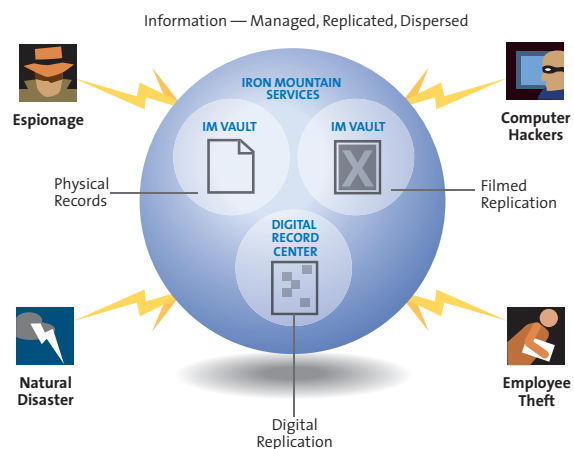 Information — Managed, Replicated, Dispersed
IRON MOUNTAIN
SERVICES
Espionage
Computer
Hackers
IM VAULT
IM VAULT
X
Physical
Records
Filmed
Replication
DIGITAL
RECORD
CENTER
Natural
Disaster
Employee
Theft
Digital
Replication